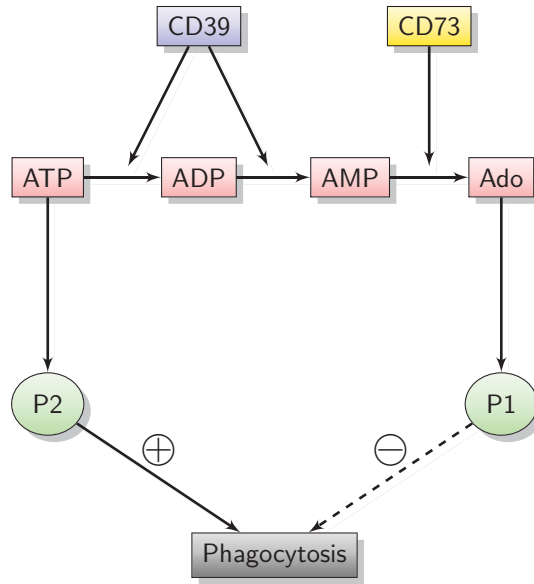 CD39
CD73
ATP
ADP
AMP
Ado
P2
P1
+
−
Phagocytosis